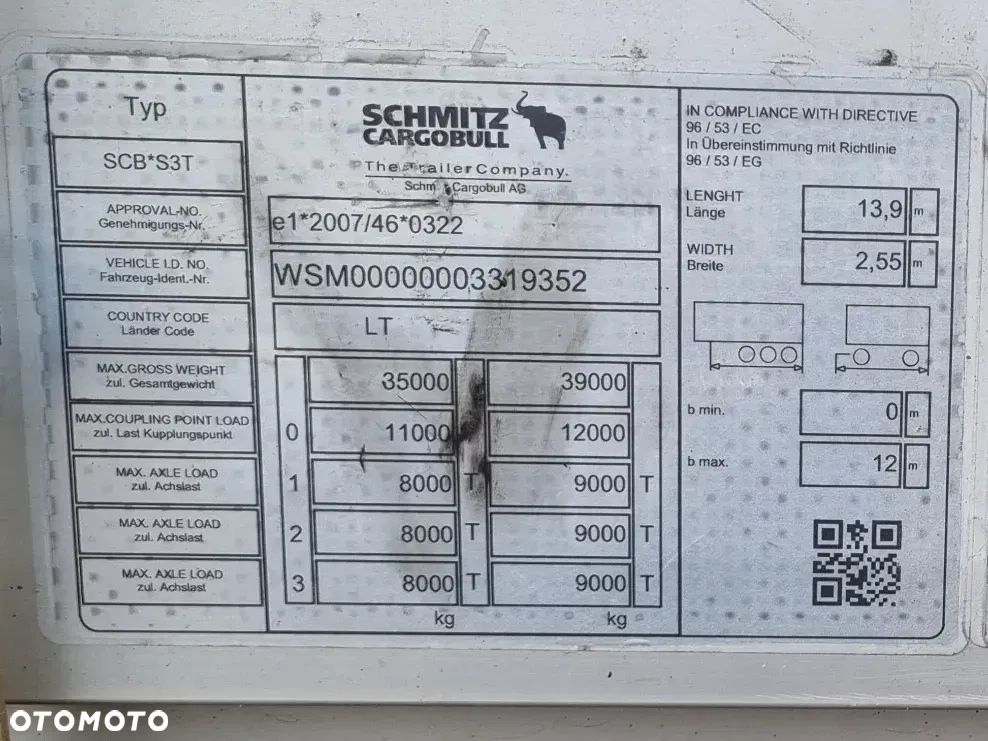 Typ
SCB*S3T
APPROVAL-NO.
Genehmigungs-Nr.
VEHICLE I.D. NO.
Fahrzeug-Ident.-Nr.
COUNTRY CODE
Länder Code
MAX.GROSS WEIGHT
zul. Gesamtgewicht
MAX.COUPLING POINT LOAD
zul. Last Kupplungspunkt
MAX. AXLE LOAD
zul. Achslast
MAX. AXLE LOAD
zul. Achslast
MAX. AXLE LOAD
zul. Achslast
SCHMITZ
CARGOBULL
The Trailer Company.
Schm Cargobull AG
e1*2007/46*0322
WSM00000003319352
LT
35000 39000
0 11000 12000
1 8000 T 9000 T
2 8000 T 9000 T
3 8000 T 9000 T
kg kg
IN COMPLIANCE WITH DIRECTIVE
96 / 53 / EC
In Übereinstimmung mit Richtlinie
96 / 53 / EG
LENGHT
Länge
13,9 m
WIDTH
Breite
2,55 m
b min. 0 m
b max. 12 m
OTOMOTO